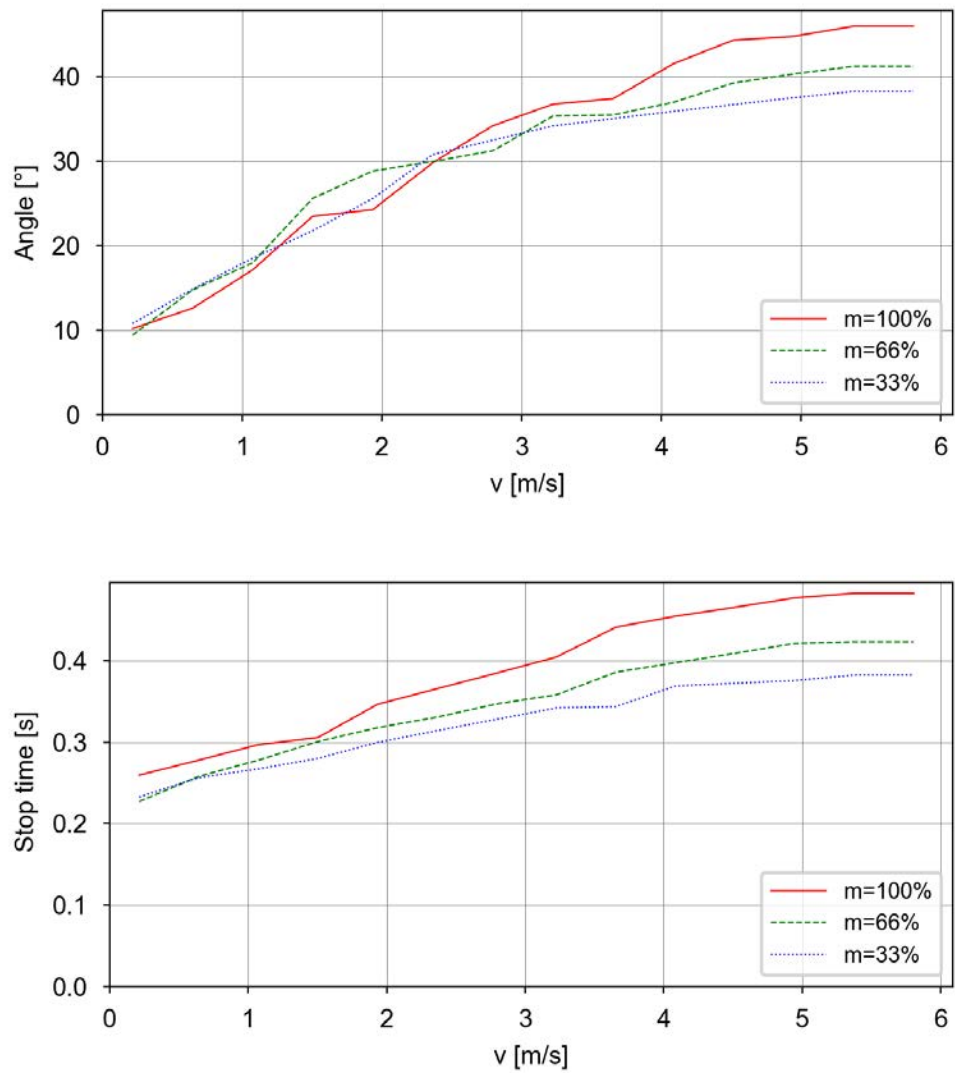 40
30
20
10
0
Angle [°]
m=100%
m=66%
m=33%
0 1 2 3 4 5 6
v [m/s]
0.4
0.3
0.2
0.1
0.0
Stop time [s]
m=100%
m=66%
m=33%
0 1 2 3 4 5 6
v [m/s]